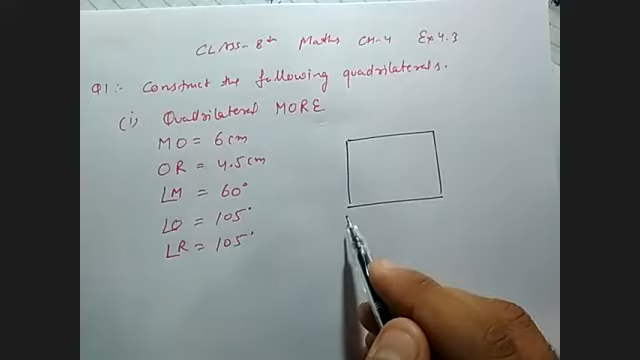 CLASS-8th Maths CH-4 Ex 4.3
Q1:- Construct the following quadrilaterals.
(i) Quadrilateral MORE
MO = 6cm
OR = 4.5cm
∠M = 60°
∠O = 105°
∠R = 105°